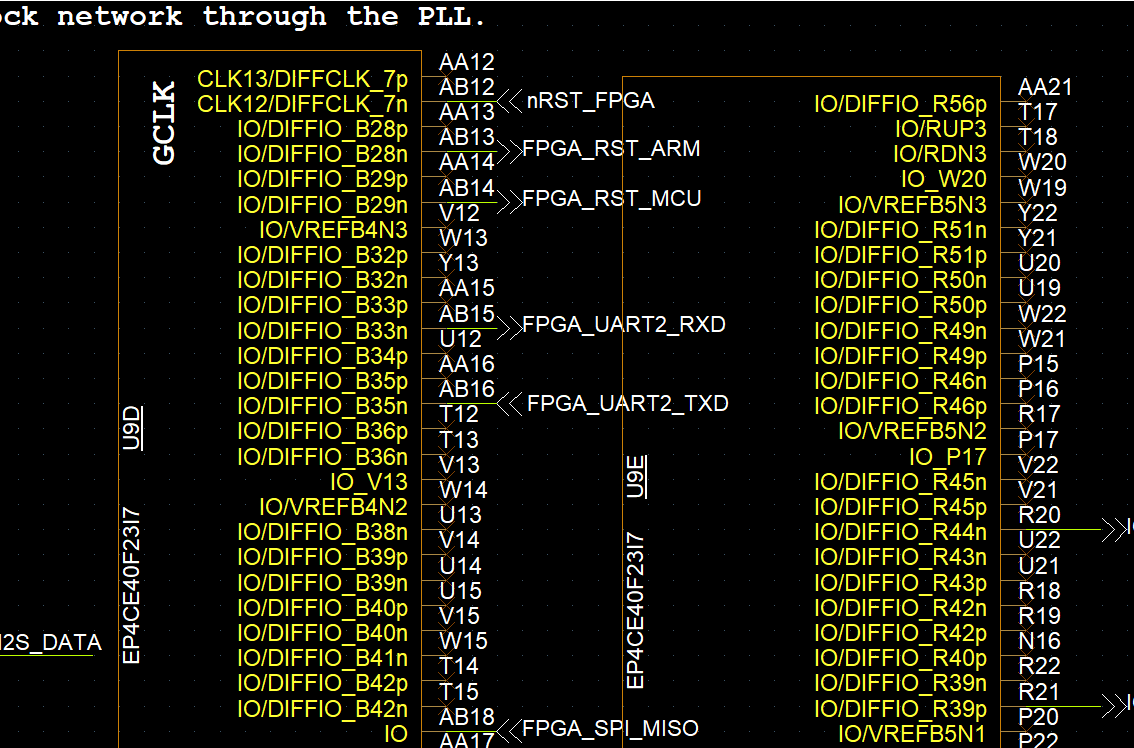 ock network through the PLL.
GCLK
U9D
EP4CE40F23I7
I2S_DATA
CLK13/DIFFCLK_7p AA12
CLK12/DIFFCLK_7n AB12 nRST_FPGA
IO/DIFFIO_B28p AA13
IO/DIFFIO_B28n AB13 FPGA_RST_ARM
IO/DIFFIO_B29p AA14
IO/DIFFIO_B29n AB14 FPGA_RST_MCU
IO/VREFB4N3 V12
IO/DIFFIO_B32p W13
IO/DIFFIO_B32n Y13
IO/DIFFIO_B33p AA15
IO/DIFFIO_B33n AB15 FPGA_UART2_RXD
IO/DIFFIO_B34p U12
IO/DIFFIO_B35p AA16
IO/DIFFIO_B35n AB16 FPGA_UART2_TXD
IO/DIFFIO_B36p T12
IO/DIFFIO_B36n T13
IO_V13 V13
IO/VREFB4N2 W14
IO/DIFFIO_B38n U13
IO/DIFFIO_B39p V14
IO/DIFFIO_B39n U14
IO/DIFFIO_B40p U15
IO/DIFFIO_B40n V15
IO/DIFFIO_B41n W15
IO/DIFFIO_B42p T14
IO/DIFFIO_B42n T15
IO AB18 FPGA_SPI_MISO
AA17
U9E
EP4CE40F23I7
IO/DIFFIO_R56p AA21
IO/RUP3 T17
IO/RDN3 T18
IO_W20 W20
IO/VREFB5N3 W19
IO/DIFFIO_R51n Y22
IO/DIFFIO_R51p Y21
IO/DIFFIO_R50n U20
IO/DIFFIO_R50p U19
IO/DIFFIO_R49n W22
IO/DIFFIO_R49p W21
IO/DIFFIO_R46n P15
IO/DIFFIO_R46p P16
IO/VREFB5N2 R17
IO_P17 P17
IO/DIFFIO_R45n V22
IO/DIFFIO_R45p V21
IO/DIFFIO_R44n R20
IO/DIFFIO_R43n U22
IO/DIFFIO_R43p U21
IO/DIFFIO_R42n R18
IO/DIFFIO_R42p R19
IO/DIFFIO_R40p N16
IO/DIFFIO_R39n R22
IO/DIFFIO_R39p R21
IO/VREFB5N1 P20
P22